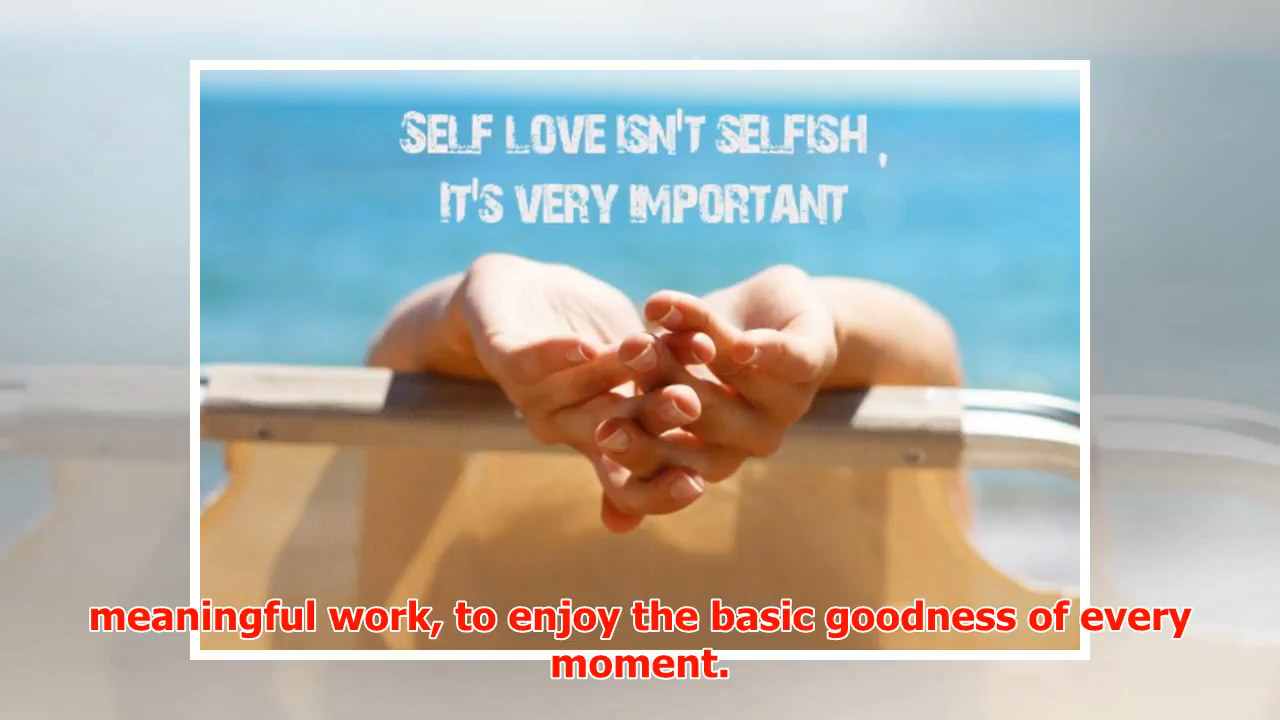 SELF LOVE ISN'T SELFISH ,
IT'S VERY IMPORTANT
meaningful work, to enjoy the basic goodness of every
moment.